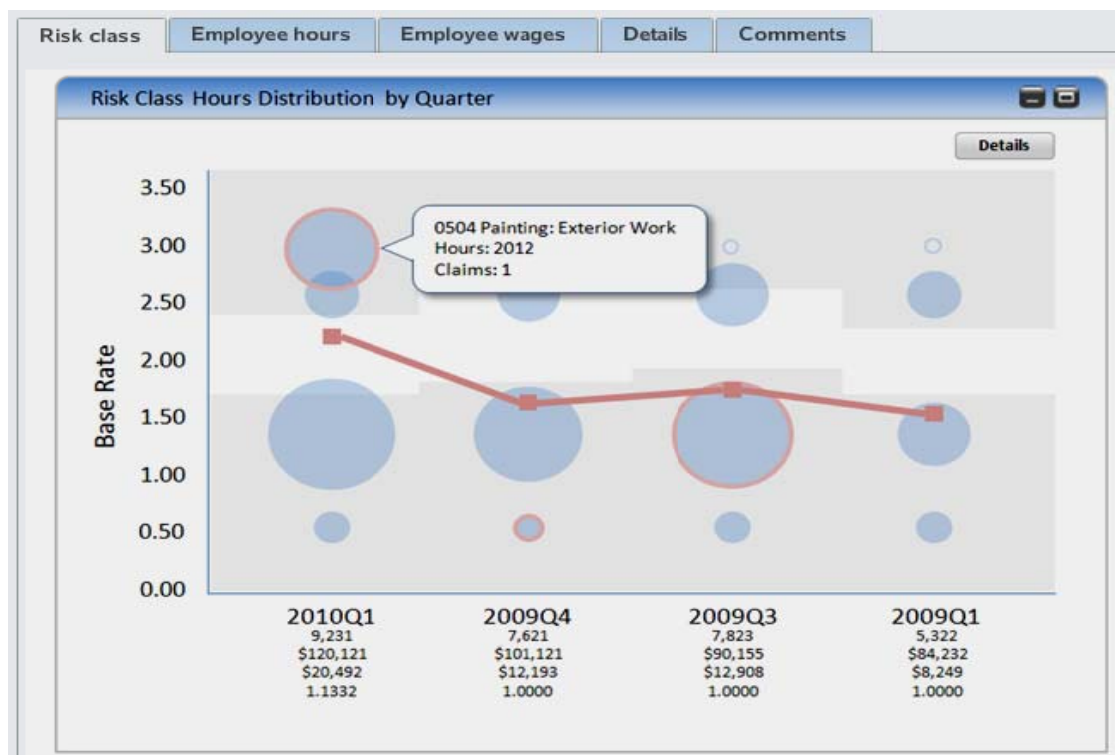 Risk class Employee hours Employee wages Details Comments
Risk Class Hours Distribution by Quarter
Details
3.50
3.00
2.50
2.00
1.50
1.00
0.50
0.00
Base Rate
0504 Painting: Exterior Work
Hours: 2012
Claims: 1
2010Q1 2009Q4 2009Q3 2009Q1
9,231 7,621 7,823 5,322
$120,121 $101,121 $90,155 $84,232
$20,492 $12,193 $12,908 $8,249
1.1332 1.0000 1.0000 1.0000